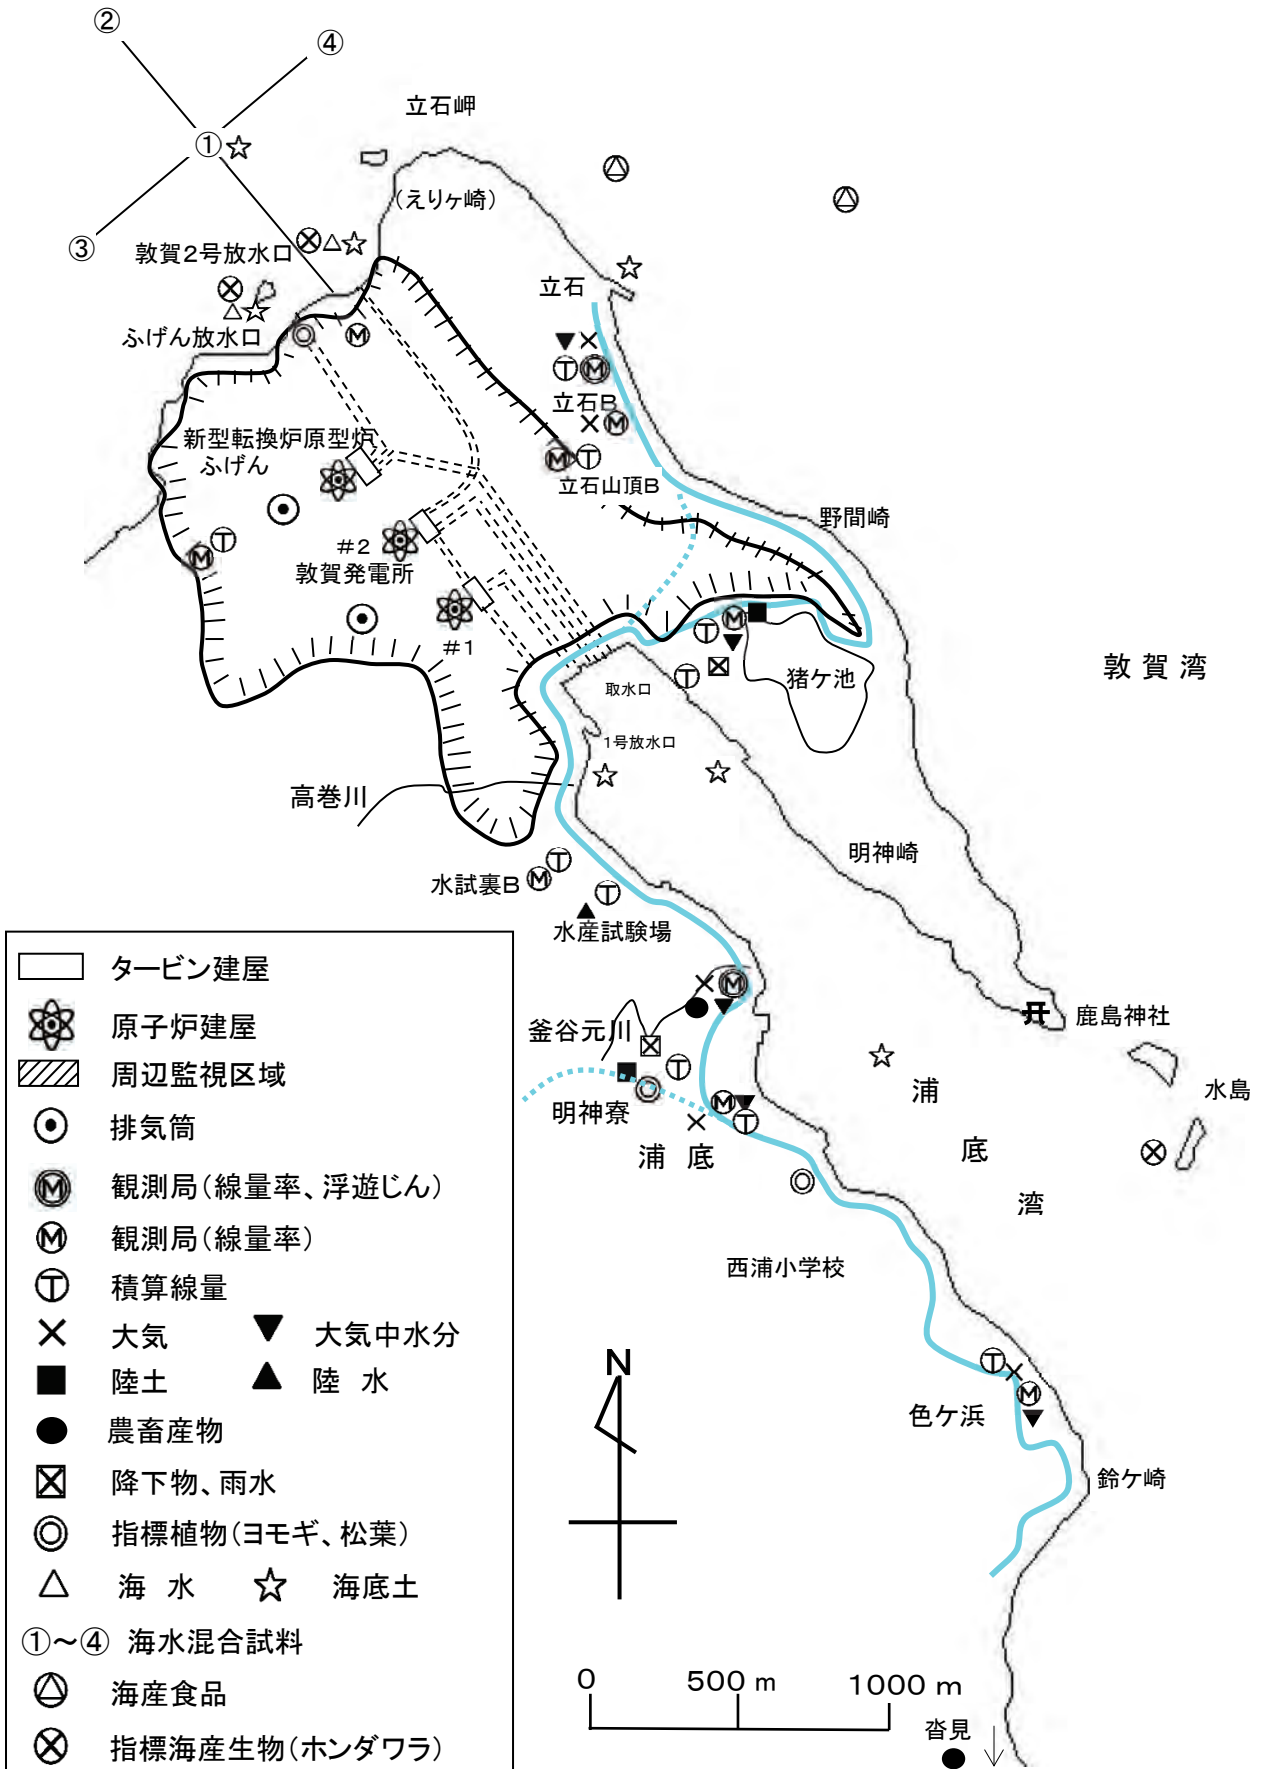 ②
④
立石岬
①
(えりヶ崎)
③
敦賀2号放水口
立石
ふげん放水口
M
T M
立石B
M
新型転換炉原型炉
ふげん
M T
立石山頂B
野間崎
T
M
#2
敦賀発電所
#1
M
T
敦賀湾
猪ケ池
T
取水口
1号放水口
高巻川
明神崎
T
水試裏B M
T
水産試験場
M
鹿島神社
釜谷元川
T
水島
浦底湾
明神寮
M
T
浦底
西浦小学校
N
T
M
色ケ浜
鈴ケ崎
タービン建屋
原子炉建屋
周辺監視区域
排気筒
M 観測局(線量率、浮遊じん)
M 観測局(線量率)
T 積算線量
大気 大気中水分
陸土 陸 水
農畜産物
降下物、雨水
指標植物(ヨモギ、松葉)
海 水 海底土
①～④ 海水混合試料
海産食品
指標海産生物(ホンダワラ)
0 500 m 1000 m
沓見